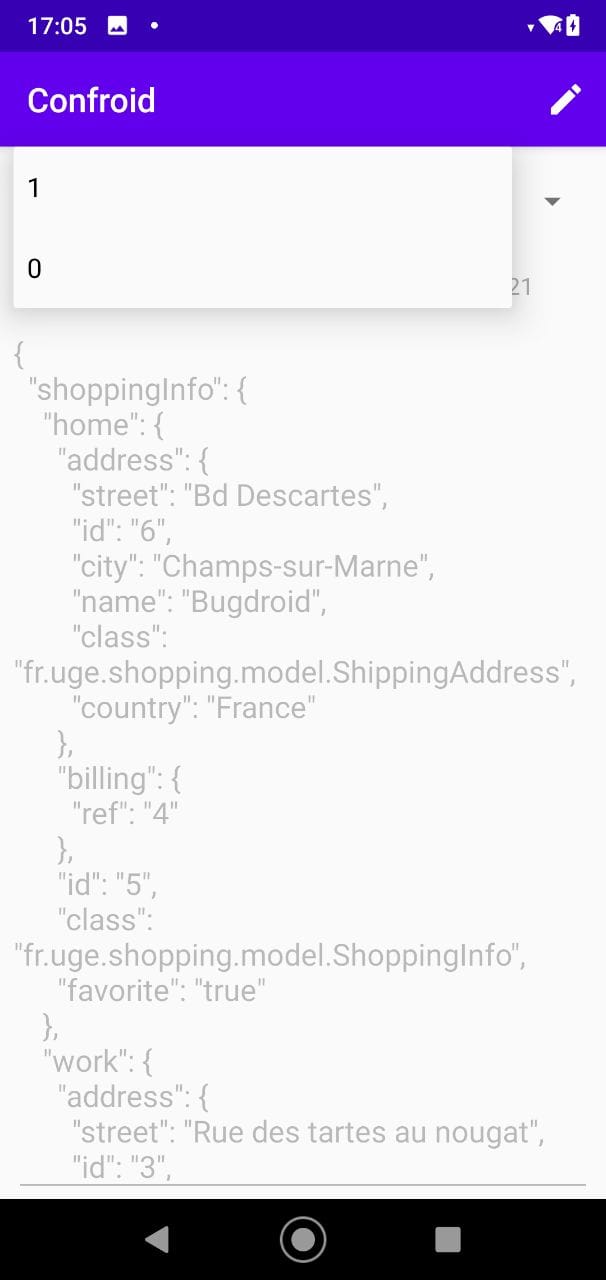 17:05
Confroid
1
0
21
{
"shoppingInfo": {
"home": {
"address": {
"street": "Bd Descartes",
"id": "6",
"city": "Champs-sur-Marne",
"name": "Bugdroid",
"class":
"fr.uge.shopping.model.ShippingAddress",
"country": "France"
},
"billing": {
"ref": "4"
},
"id": "5",
"class":
"fr.uge.shopping.model.ShoppingInfo",
"favorite": "true"
},
"work": {
"address": {
"street": "Rue des tartes au nougat",
"id": "3",